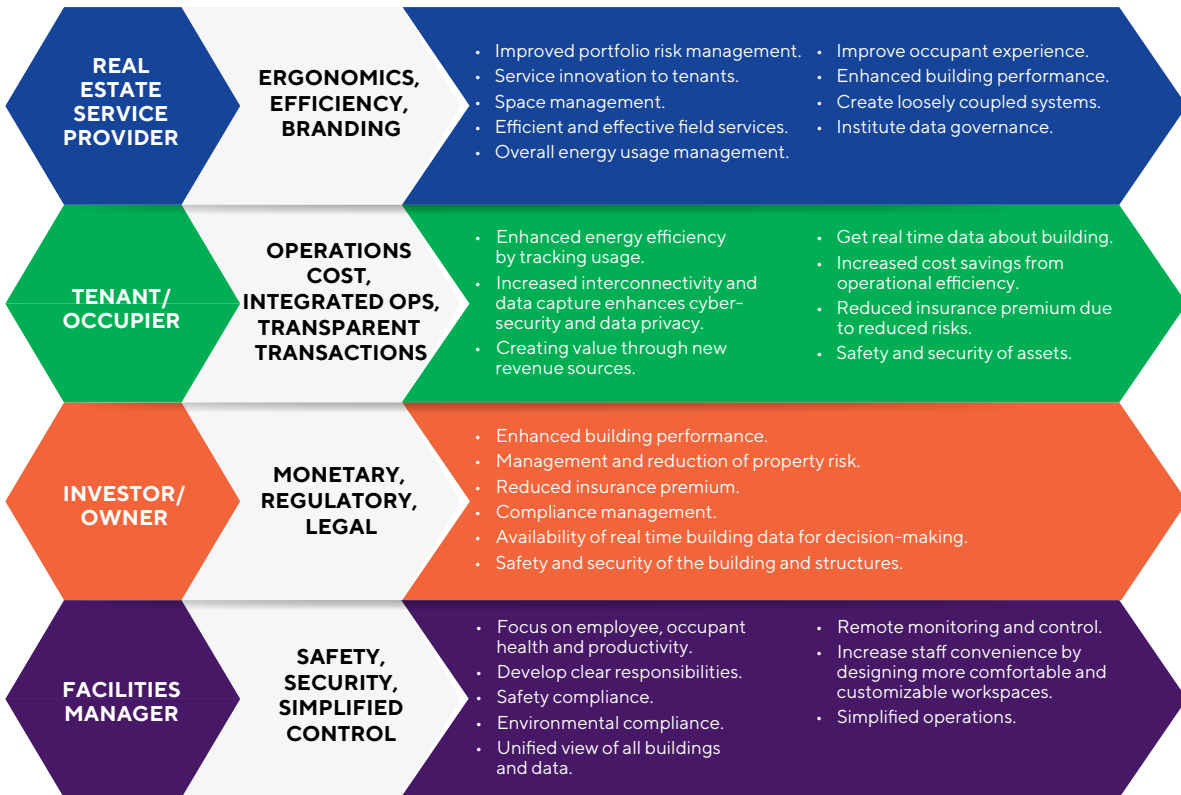 REAL
ESTATE
SERVICE
PROVIDER
ERGONOMICS,
EFFICIENCY,
BRANDING
• Improved portfolio risk management.
• Service innovation to tenants.
• Space management.
• Efficient and effective field services.
• Overall energy usage management.
• Improve occupant experience.
• Enhanced building performance.
• Create loosely coupled systems.
• Institute data governance.
TENANT/
OCCUPIER
OPERATIONS
COST,
INTEGRATED OPS,
TRANSPARENT
TRANSACTIONS
• Enhanced energy efficiency
by tracking usage.
• Increased interconnectivity and
data capture enhances cyber-
security and data privacy.
• Creating value through new
revenue sources.
• Get real time data about building.
• Increased cost savings from
operational efficiency.
• Reduced insurance premium due
to reduced risks.
• Safety and security of assets.
INVESTOR/
OWNER
MONETARY,
REGULATORY,
LEGAL
• Enhanced building performance.
• Management and reduction of property risk.
• Reduced insurance premium.
• Compliance management.
• Availability of real time building data for decision-making.
• Safety and security of the building and structures.
FACILITIES
MANAGER
SAFETY,
SECURITY,
SIMPLIFIED
CONTROL
• Focus on employee, occupant
health and productivity.
• Develop clear responsibilities.
• Safety compliance.
• Environmental compliance.
• Unified view of all buildings
and data.
• Remote monitoring and control.
• Increase staff convenience by
designing more comfortable and
customizable workspaces.
• Simplified operations.